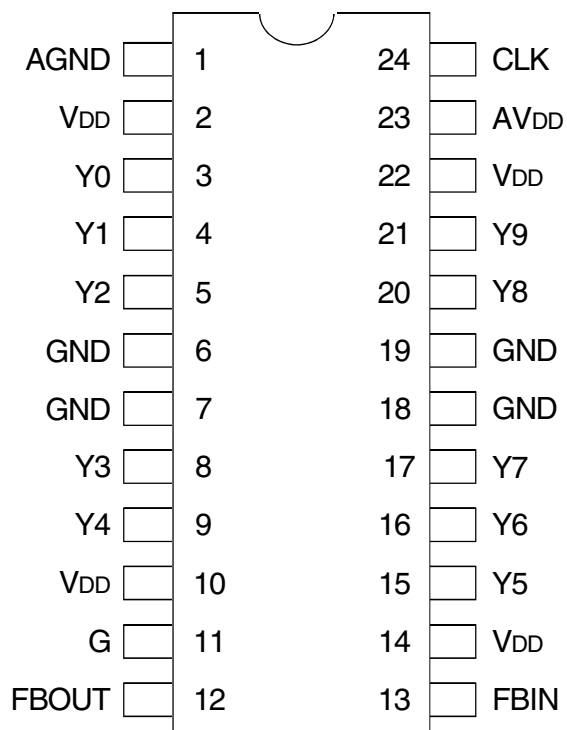 AGND 1 24 CLK
VDD 2 23 AVDD
Y0 3 22 VDD
Y1 4 21 Y9
Y2 5 20 Y8
GND 6 19 GND
GND 7 18 GND
Y3 8 17 Y7
Y4 9 16 Y6
VDD 10 15 Y5
G 11 14 VDD
FBOUT 12 13 FBIN